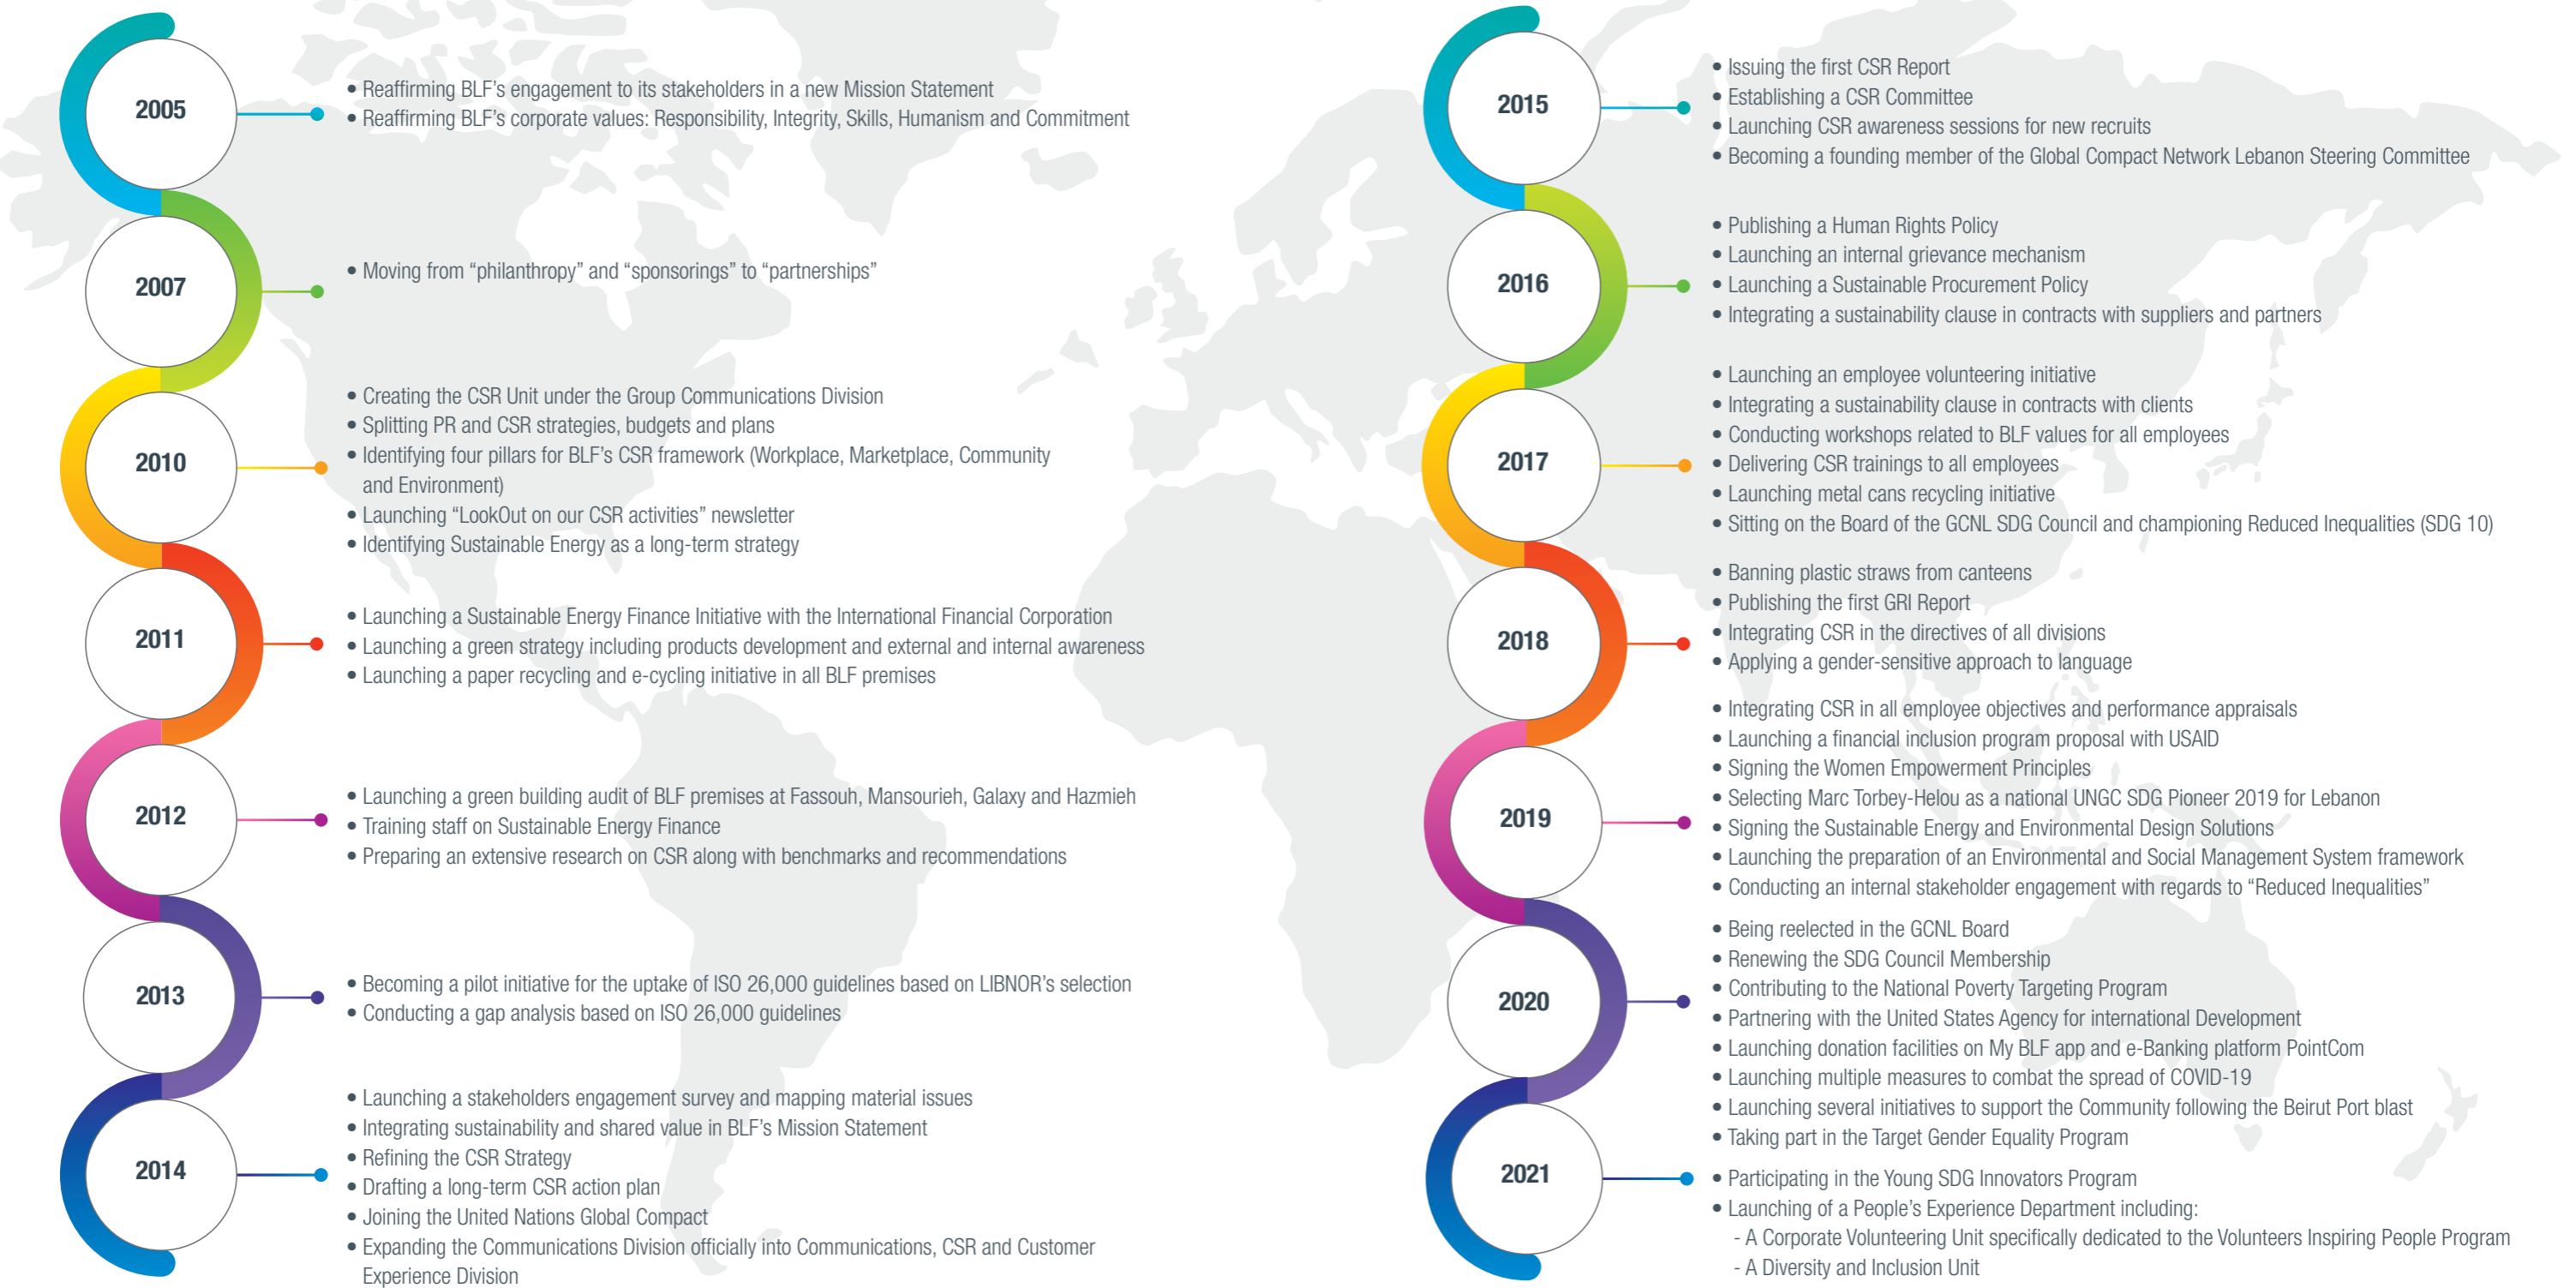 2005
• Reaffirming BLF’s engagement to its stakeholders in a new Mission Statement
• Reaffirming BLF’s corporate values: Responsibility, Integrity, Skills, Humanism and Commitment
2007
• Moving from “philanthropy” and “sponsorings” to “partnerships”
2010
• Creating the CSR Unit under the Group Communications Division
• Splitting PR and CSR strategies, budgets and plans
• Identifying four pillars for BLF’s CSR framework (Workplace, Marketplace, Community
and Environment)
• Launching “LookOut on our CSR activities” newsletter
• Identifying Sustainable Energy as a long-term strategy
2011
• Launching a Sustainable Energy Finance Initiative with the International Financial Corporation
• Launching a green strategy including products development and external and internal awareness
• Launching a paper recycling and e-cycling initiative in all BLF premises
2012
• Launching a green building audit of BLF premises at Fassouh, Mansourieh, Galaxy and Hazmieh
• Training staff on Sustainable Energy Finance
• Preparing an extensive research on CSR along with benchmarks and recommendations
2013
• Becoming a pilot initiative for the uptake of ISO 26,000 guidelines based on LIBNOR’s selection
• Conducting a gap analysis based on ISO 26,000 guidelines
2014
• Launching a stakeholders engagement survey and mapping material issues
• Integrating sustainability and shared value in BLF’s Mission Statement
• Refining the CSR Strategy
• Drafting a long-term CSR action plan
• Joining the United Nations Global Compact
• Expanding the Communications Division officially into Communications, CSR and Customer
Experience Division
2015
• Issuing the first CSR Report
• Establishing a CSR Committee
• Launching CSR awareness sessions for new recruits
• Becoming a founding member of the Global Compact Network Lebanon Steering Committee
2016
• Publishing a Human Rights Policy
• Launching an internal grievance mechanism
• Launching a Sustainable Procurement Policy
• Integrating a sustainability clause in contracts with suppliers and partners
2017
• Launching an employee volunteering initiative
• Integrating a sustainability clause in contracts with clients
• Conducting workshops related to BLF values for all employees
• Delivering CSR trainings to all employees
• Launching metal cans recycling initiative
• Sitting on the Board of the GCNL SDG Council and championing Reduced Inequalities (SDG 10)
2018
• Banning plastic straws from canteens
• Publishing the first GRI Report
• Integrating CSR in the directives of all divisions
• Applying a gender-sensitive approach to language
2019
• Integrating CSR in all employee objectives and performance appraisals
• Launching a financial inclusion program proposal with USAID
• Signing the Women Empowerment Principles
• Selecting Marc Torbey-Helou as a national UNGC SDG Pioneer 2019 for Lebanon
• Signing the Sustainable Energy and Environmental Design Solutions
• Launching the preparation of an Environmental and Social Management System framework
• Conducting an internal stakeholder engagement with regards to “Reduced Inequalities”
2020
• Being reelected in the GCNL Board
• Renewing the SDG Council Membership
• Contributing to the National Poverty Targeting Program
• Partnering with the United States Agency for international Development
• Launching donation facilities on My BLF app and e-Banking platform PointCom
• Launching multiple measures to combat the spread of COVID-19
• Launching several initiatives to support the Community following the Beirut Port blast
• Taking part in the Target Gender Equality Program
2021
• Participating in the Young SDG Innovators Program
• Launching of a People’s Experience Department including:
- A Corporate Volunteering Unit specifically dedicated to the Volunteers Inspiring People Program
- A Diversity and Inclusion Unit